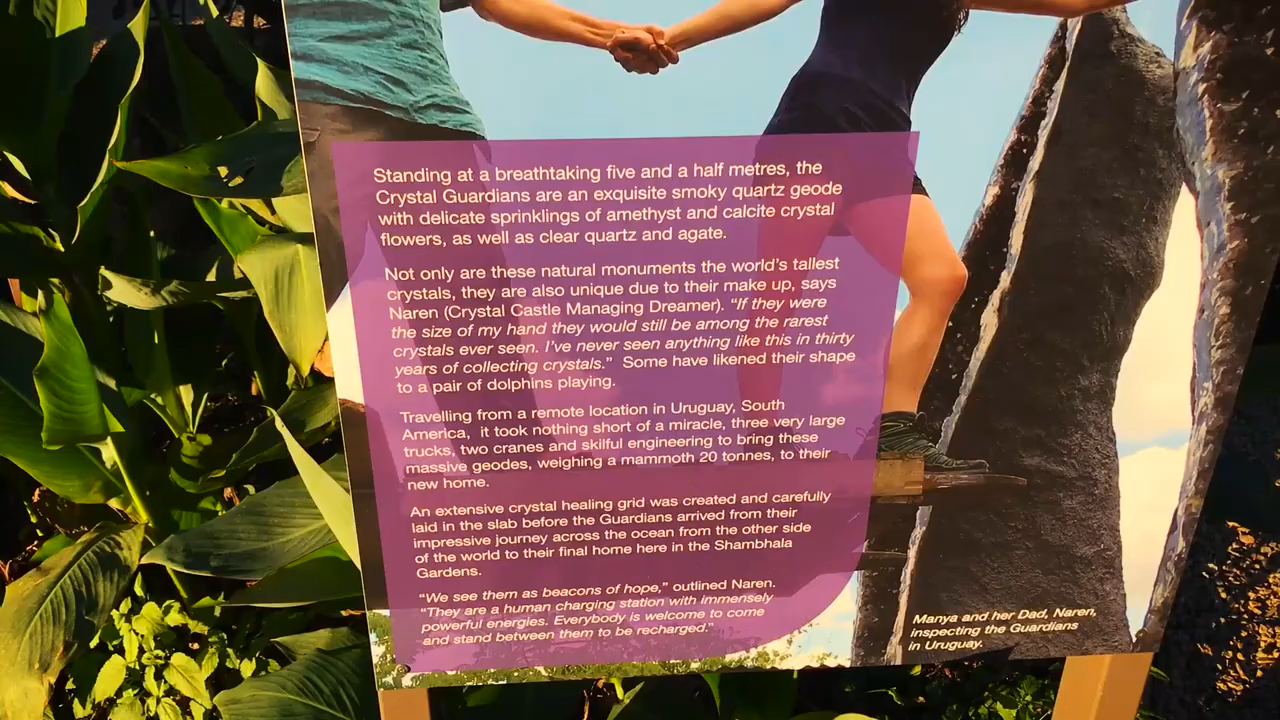 Standing at a breathtaking five and a half metres, the
Crystal Guardians are an exquisite smoky quartz geode
with delicate sprinklings of amethyst and calcite crystal
flowers, as well as clear quartz and agate.
Not only are these natural monuments the world's tallest
crystals, they are also unique due to their make up, says
Naren (Crystal Castle Managing Dreamer). "If they were
the size of my hand they would still be among the rarest
crystals ever seen. I've never seen anything like this in thirty
years of collecting crystals." Some have likened their shape
to a pair of dolphins playing.
Travelling from a remote location in Uruguay, South
America, it took nothing short of a miracle, three very large
trucks, two cranes and skilful engineering to bring these
massive geodes, weighing a mammoth 20 tonnes, to their
new home.
An extensive crystal healing grid was created and carefully
laid in the slab before the Guardians arrived from their
impressive journey across the ocean from the other side
of the world to their final home here in the Shambhala
Gardens.
"We see them as beacons of hope," outlined Naren.
"They are a human charging station with immensely
powerful energies. Everybody is welcome to come
and stand between them to be recharged."
Manya and her Dad, Naren,
inspecting the Guardians
in Uruguay.